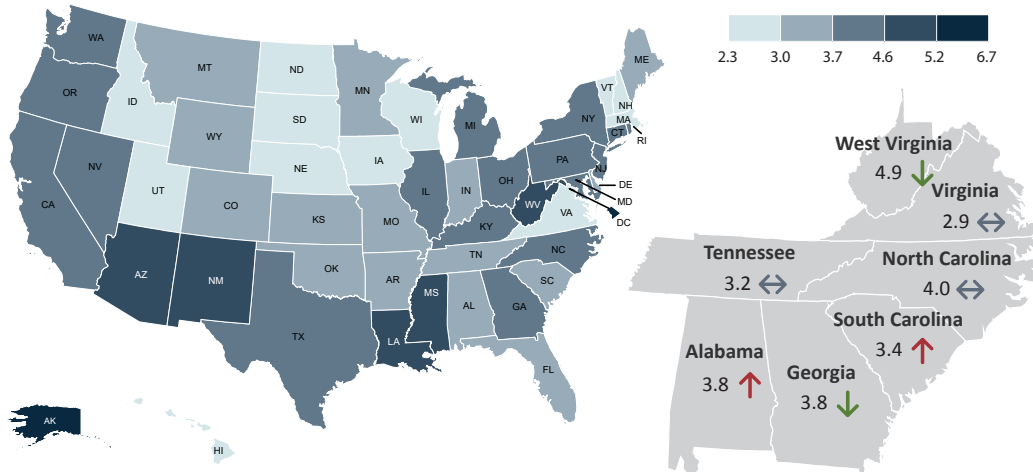 2.3 3.0 3.7 4.6 5.2 6.7
WA
OR
CA
NV
ID
MT
WY
UT
CO
AZ
NM
ND
SD
NE
KS
OK
TX
MN
IA
MO
AR
LA
WI
IL
IN
MI
OH
KY
TN
MS
AL
GA
FL
SC
NC
VA
WV
PA
NY
NJ
DE
MD
DC
CT
RI
MA
NH
VT
ME
AK
HI
West Virginia
4.9
Virginia
2.9
Tennessee
3.2
North Carolina
4.0
South Carolina
3.4
Alabama
3.8
Georgia
3.8